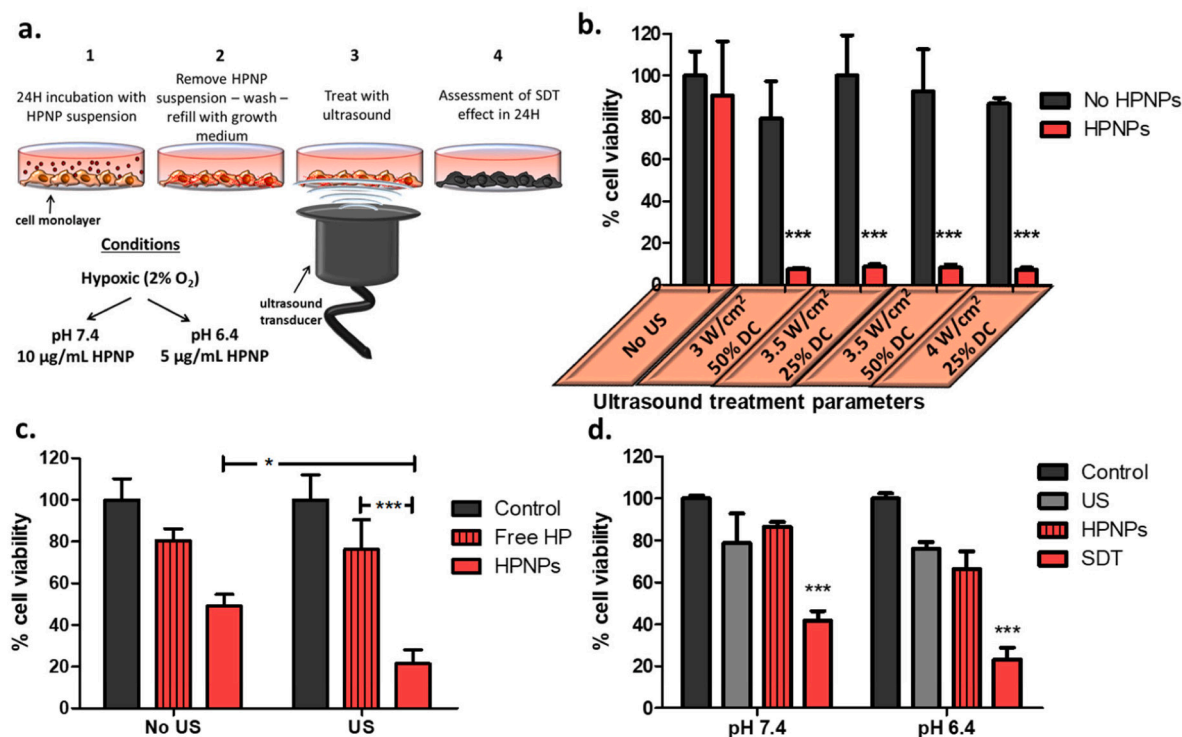 a.
1
24H incubation with
HPNP suspension
2
Remove HPNP
suspension – wash –
refill with growth
medium
3
Treat with
ultrasound
4
Assessment of SDT
effect in 24H
cell monolayer
Conditions
Hypoxic (2% O₂)
pH 7.4
10 µg/mL HPNP
pH 6.4
5 µg/mL HPNP
ultrasound
transducer
b.
% cell viability
120
100
80
60
40
20
0
***
***
***
***
No HPNPs
HPNPs
No US
3 W/cm²
50% DC
3.5 W/cm²
25% DC
3.5 W/cm²
50% DC
4 W/cm²
25% DC
Ultrasound treatment parameters
c.
% cell viability
120
100
80
60
40
20
0
*
***
Control
Free HP
HPNPs
No US
US
d.
% cell viability
120
100
80
60
40
20
0
***
***
Control
US
HPNPs
SDT
pH 7.4
pH 6.4